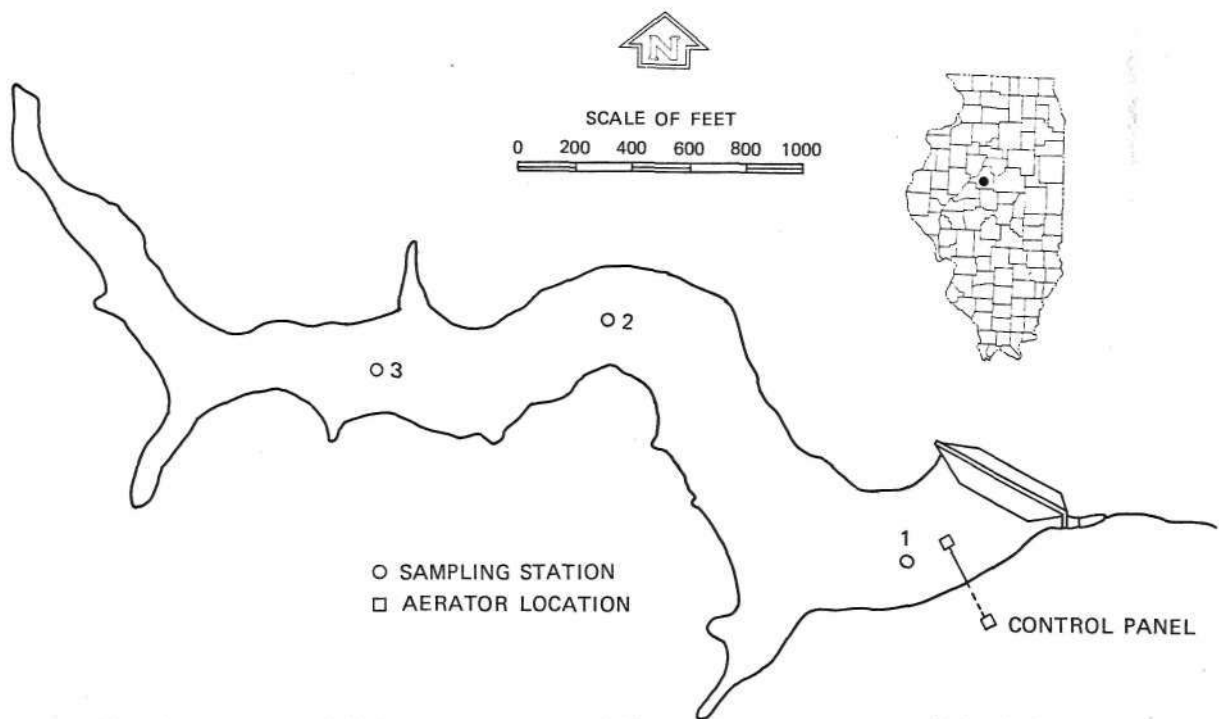 N
SCALE OF FEET
0 200 400 600 800 1000
2
3
1
○ SAMPLING STATION
□ AERATOR LOCATION
CONTROL PANEL